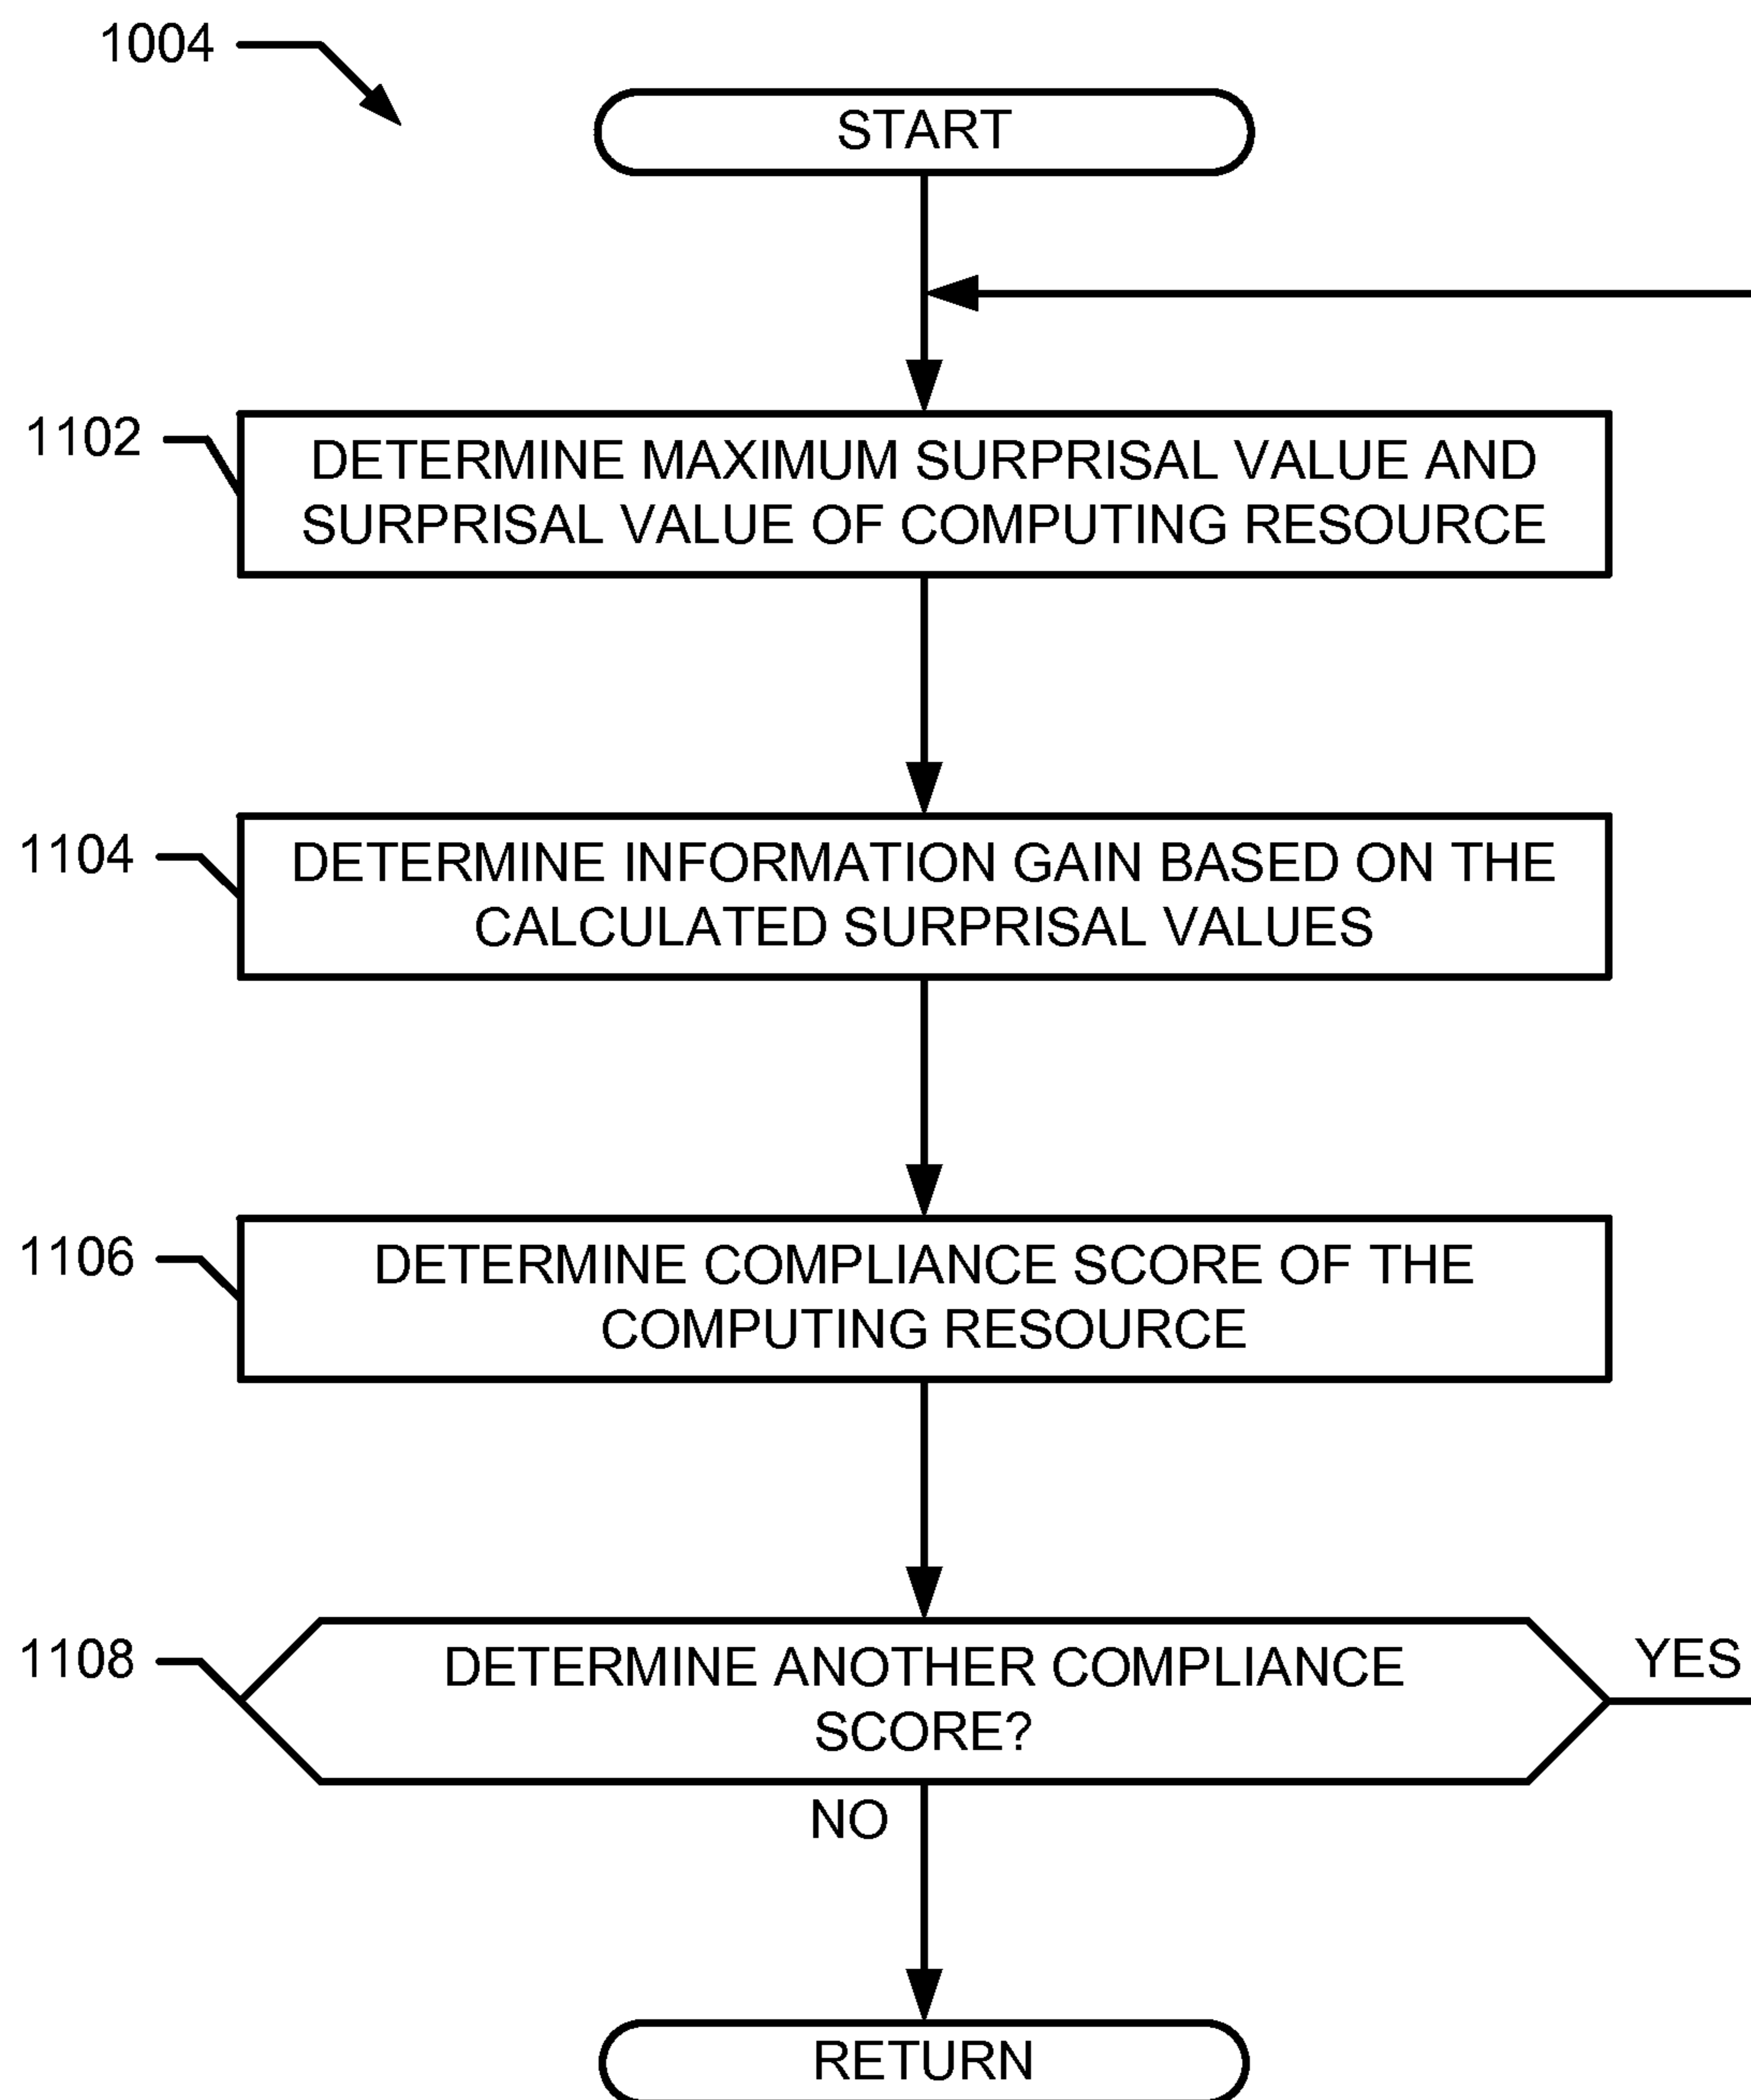 1004
START
1102
DETERMINE MAXIMUM SURPRISAL VALUE AND
SURPRISAL VALUE OF COMPUTING RESOURCE
1104
DETERMINE INFORMATION GAIN BASED ON THE
CALCULATED SURPRISAL VALUES
1106
DETERMINE COMPLIANCE SCORE OF THE
COMPUTING RESOURCE
1108
DETERMINE ANOTHER COMPLIANCE
SCORE?
YES
NO
RETURN